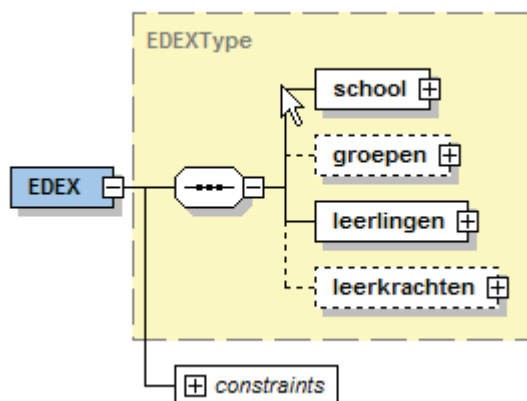 EDEXType
school
groepen
EDEX
leerlingen
leerkrachten
constraints